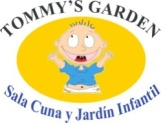 TOMMY'S GARDEN
Sala Cuna y Jardín Infantil